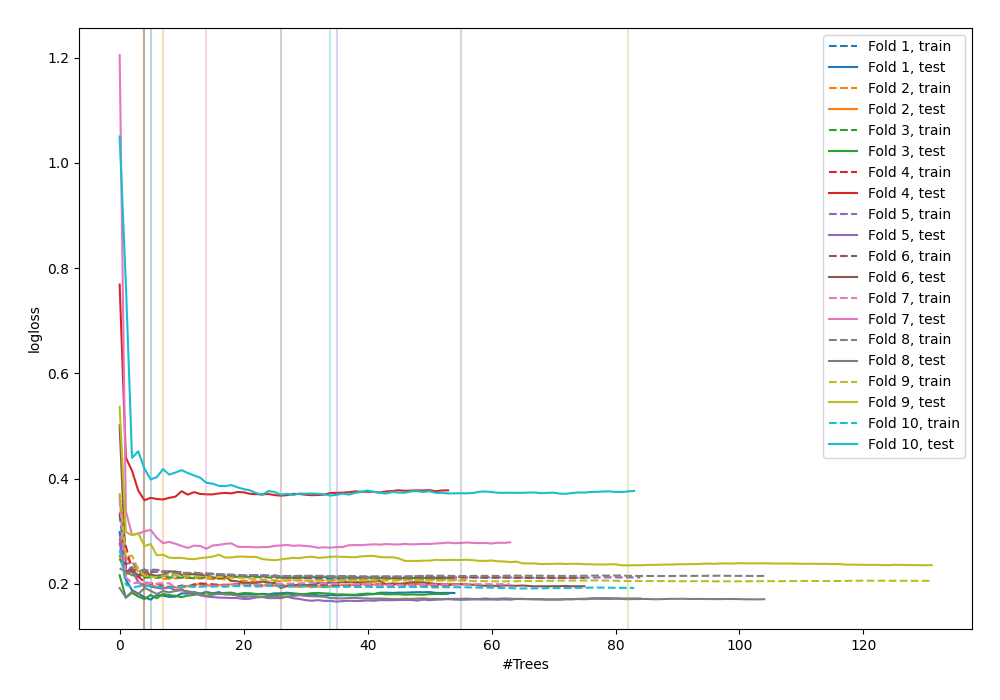 1.2
1.0
0.8
0.6
0.4
0.2
logloss
0
20
40
60
80
100
120
#Trees
Fold 1, train
Fold 1, test
Fold 2, train
Fold 2, test
Fold 3, train
Fold 3, test
Fold 4, train
Fold 4, test
Fold 5, train
Fold 5, test
Fold 6, train
Fold 6, test
Fold 7, train
Fold 7, test
Fold 8, train
Fold 8, test
Fold 9, train
Fold 9, test
Fold 10, train
Fold 10, test